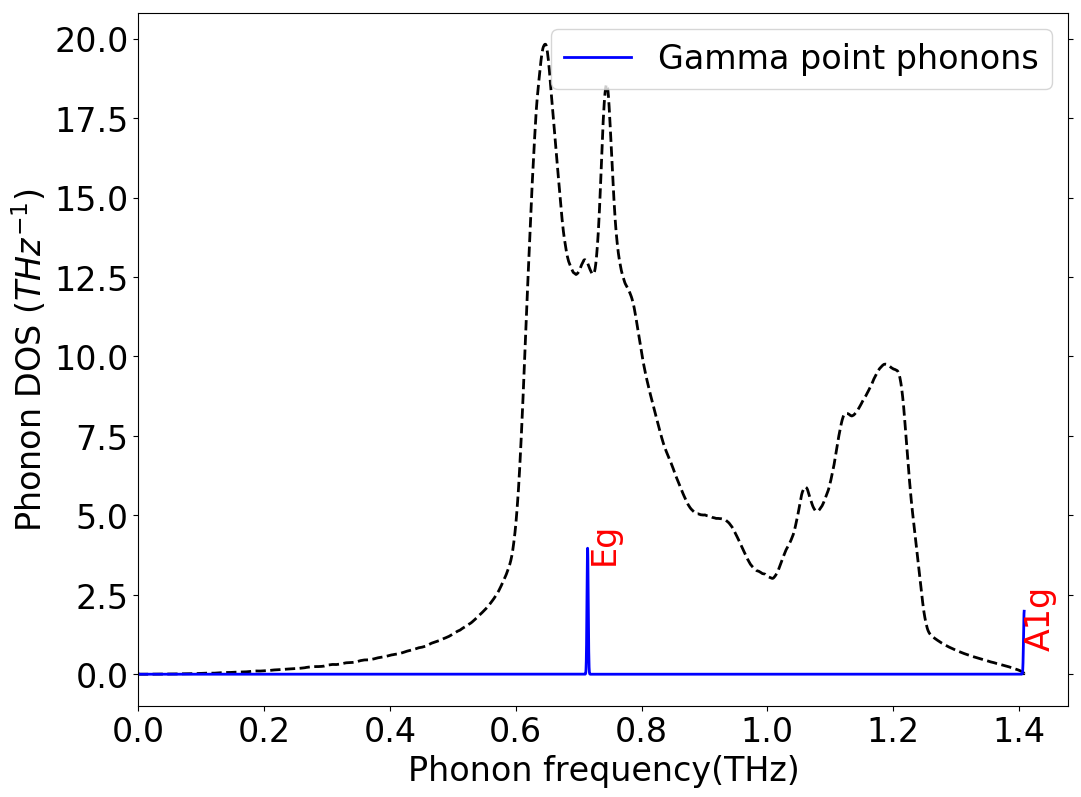 Gamma point phonons
Phonon DOS (THz⁻¹)
20.0
17.5
15.0
12.5
10.0
7.5
5.0
2.5
0.0
Eg
A1g
0.0 0.2 0.4 0.6 0.8 1.0 1.2 1.4
Phonon frequency(THz)